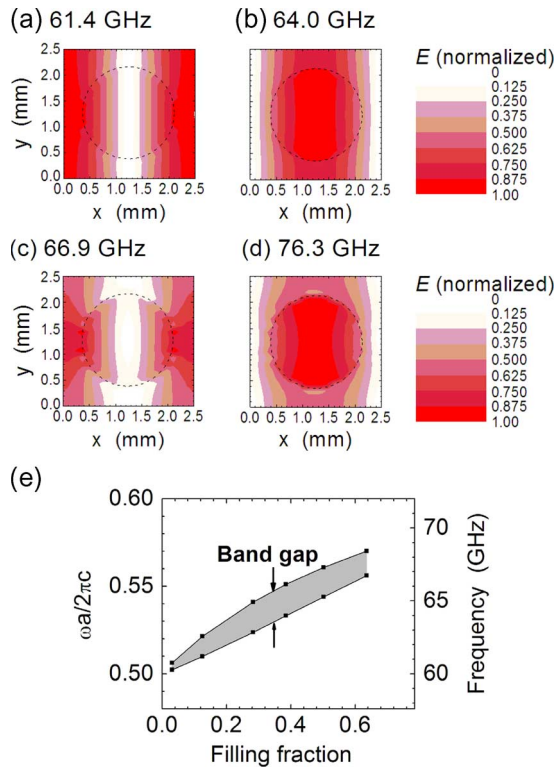 (a) 61.4 GHz
(b) 64.0 GHz
E (normalized)
2.5
2.0
1.5
1.0
0.5
0.0
y (mm)
0.0 0.5 1.0 1.5 2.0 2.5
x (mm)
0.0 0.5 1.0 1.5 2.0 2.5
x (mm)
0
0.125
0.250
0.500
0.625
0.750
0.875
1.00
(c) 66.9 GHz
(d) 76.3 GHz
E (normalized)
2.5
2.0
1.5
1.0
0.5
0.0
y (mm)
0.0 0.5 1.0 1.5 2.0 2.5
x (mm)
0.0 0.5 1.0 1.5 2.0 2.5
x (mm)
0
0.125
0.250
0.375
0.500
0.625
0.750
0.875
1.00
(e)
0.60
0.55
0.50
ωa/2πc
Band gap
70
65
60
Frequency (GHz)
0.0 0.2 0.4 0.6
Filling fraction